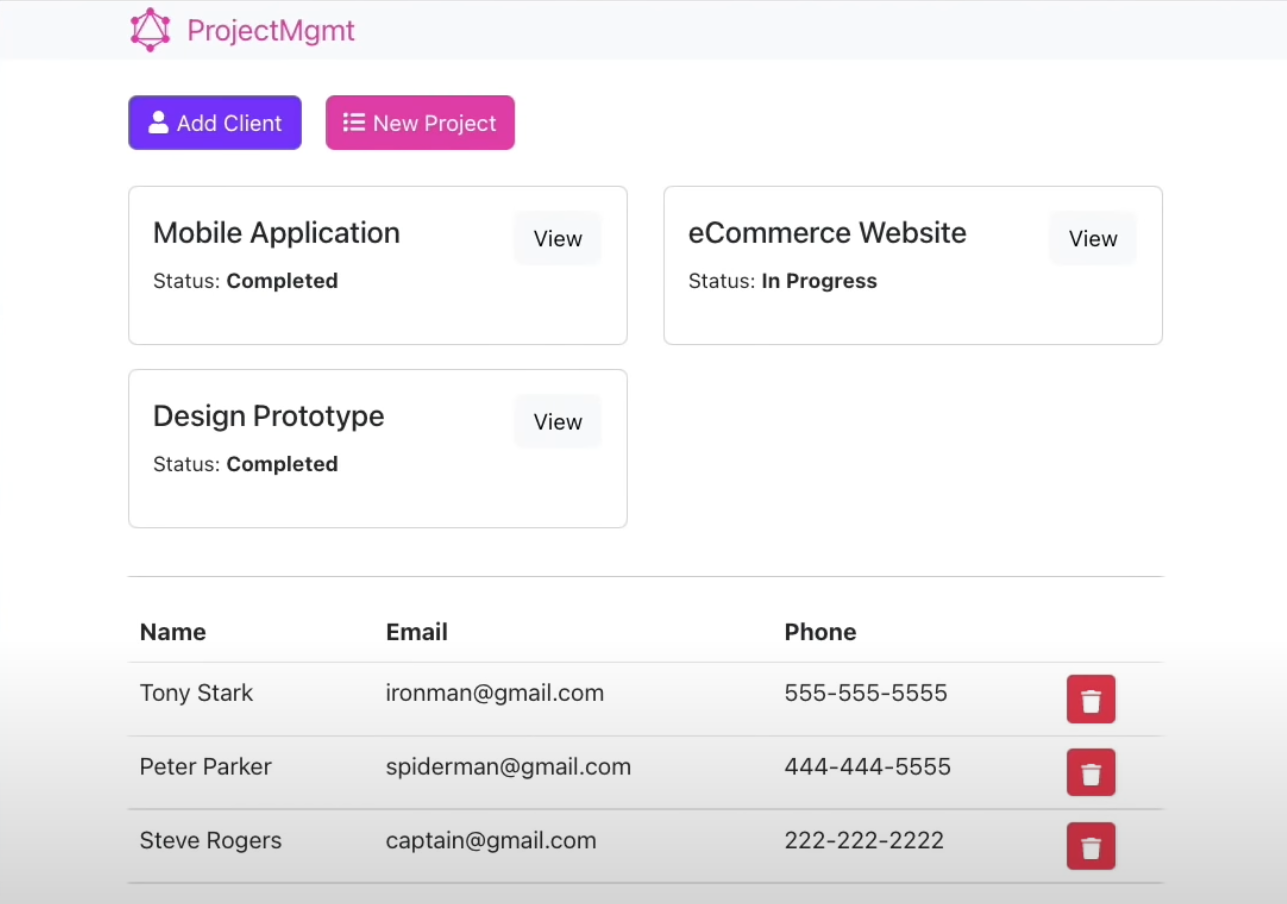 ProjectMgmt
Add Client
New Project
Mobile Application
View
Status: Completed
eCommerce Website
View
Status: In Progress
Design Prototype
View
Status: Completed
Name Email Phone
Tony Stark ironman@gmail.com 555-555-5555
Peter Parker spiderman@gmail.com 444-444-5555
Steve Rogers captain@gmail.com 222-222-2222